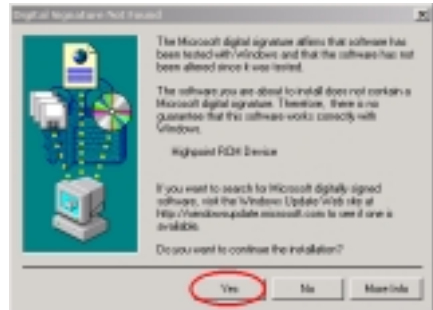 Digital Signature Not Found
The Microsoft digital signature affirms that software has
been tested with Windows and that the software has not
been altered since it was tested.
The software you are about to install does not contain a
Microsoft digital signature. Therefore, there is no
guarantee that this software works correctly with
Windows.
Highpoint RCM Device
If you want to search for Microsoft digitally signed
software, visit the Windows Update Web site at
http://windowsupdate.microsoft.com to see if one is
available.
Do you want to continue the installation?
Yes No More Info